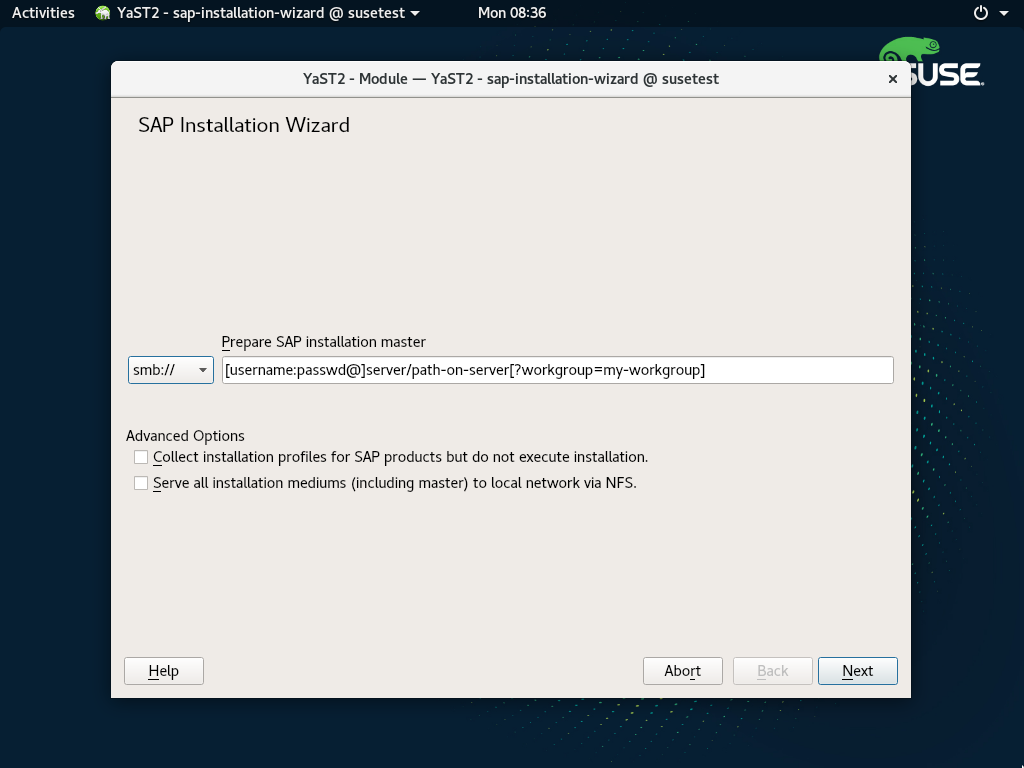 Activities YaST2 - sap-installation-wizard @ susetest Mon 08:36
SUSE
YaST2 - Module — YaST2 - sap-installation-wizard @ susetest
SAP Installation Wizard
Prepare SAP installation master
smb:// [username:passwd@]server/path-on-server[?workgroup=my-workgroup]
Advanced Options
Collect installation profiles for SAP products but do not execute installation.
Serve all installation mediums (including master) to local network via NFS.
Help Abort Back Next